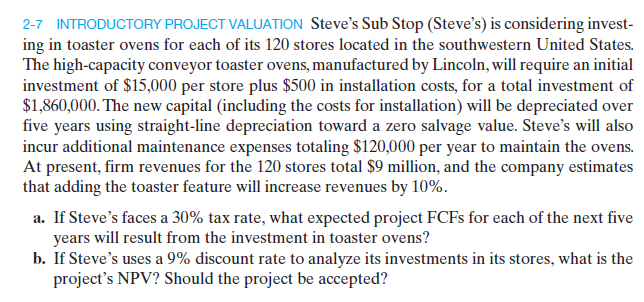 2-7 INTRODUCTORY PROJECT VALUATION Steve's Sub Stop (Steve's) is considering invest-
ing in toaster ovens for each of its 120 stores located in the southwestern United States.
The high-capacity conveyor toaster ovens, manufactured by Lincoln, will require an initial
investment of $15,000 per store plus $500 in installation costs, for a total investment of
$1,860,000. The new capital (including the costs for installation) will be depreciated over
five years using straight-line depreciation toward a zero salvage value. Steve's will also
incur additional maintenance expenses totaling $120,000 per year to maintain the ovens.
At present, firm revenues for the 120 stores total $9 million, and the company estimates
that adding the toaster feature will increase revenues by 10%.
a. If Steve's faces a 30% tax rate, what expected project FCFs for each of the next five
years will result from the investment in toaster ovens?
b. If Steve's uses a 9% discount rate to analyze its investments in its stores, what is the
project's NPV? Should the project be accepted?